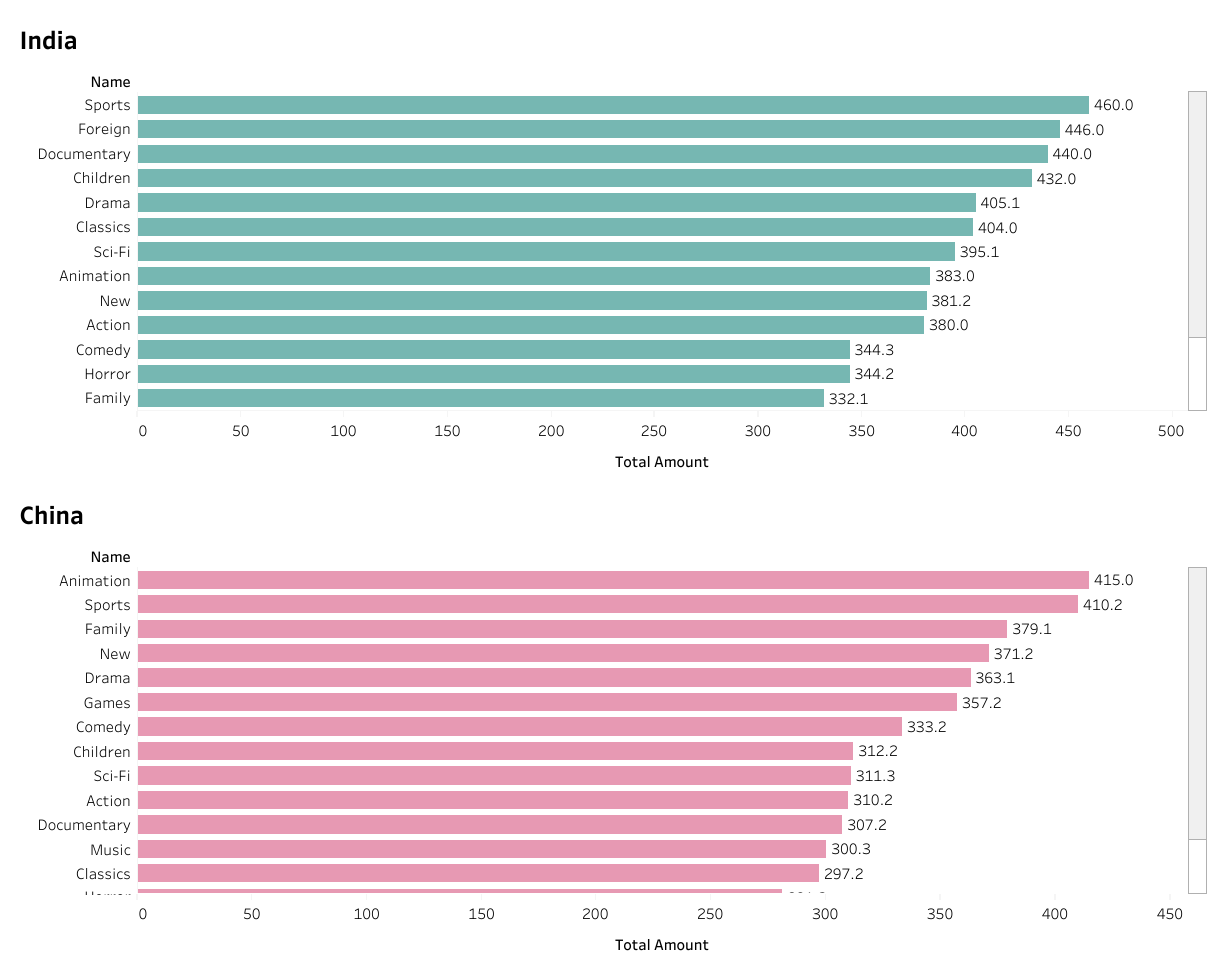 India
Name
Sports 460.0
Foreign 446.0
Documentary 440.0
Children 432.0
Drama 405.1
Classics 404.0
Sci-Fi 395.1
Animation 383.0
New 381.2
Action 380.0
Comedy 344.3
Horror 344.2
Family 332.1
0 50 100 150 200 250 300 350 400 450 500
Total Amount
China
Name
Animation 415.0
Sports 410.2
Family 379.1
New 371.2
Drama 363.1
Games 357.2
Comedy 333.2
Children 312.2
Sci-Fi 311.3
Action 310.2
Documentary 307.2
Music 300.3
Classics 297.2
0 50 100 150 200 250 300 350 400 450
Total Amount